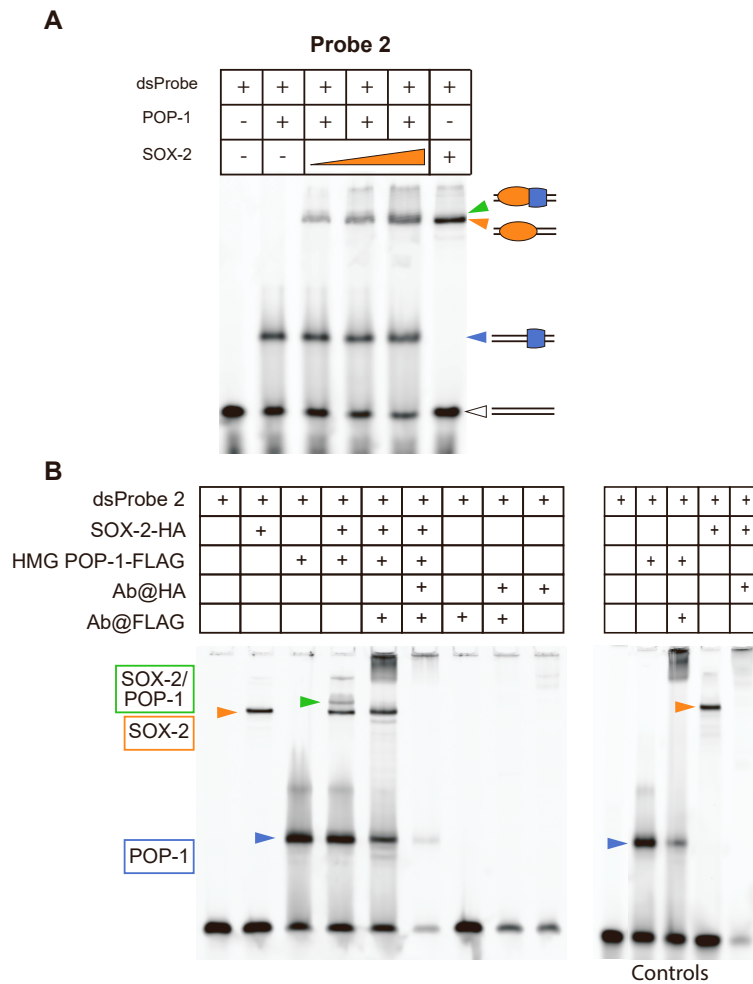 A
Probe 2
dsProbe + + + + + +
POP-1 - + + + + -
SOX-2 - - +
B
dsProbe 2 + + + + + + + + + + + + + +
SOX-2-HA + + + + + +
HMG POP-1-FLAG + + + + + +
Ab@HA + + + +
Ab@FLAG + + + + +
SOX-2/
POP-1
SOX-2
POP-1
Controls